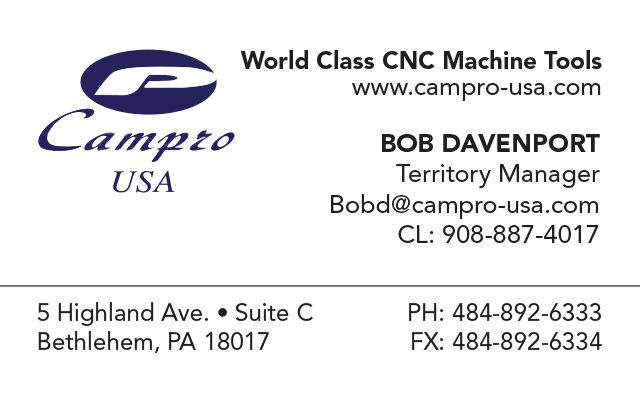 Campro
USA
World Class CNC Machine Tools
www.campro-usa.com
BOB DAVENPORT
Territory Manager
Bobd@campro-usa.com
CL: 908-887-4017
5 Highland Ave. • Suite C
Bethlehem, PA 18017
PH: 484-892-6333
FX: 484-892-6334